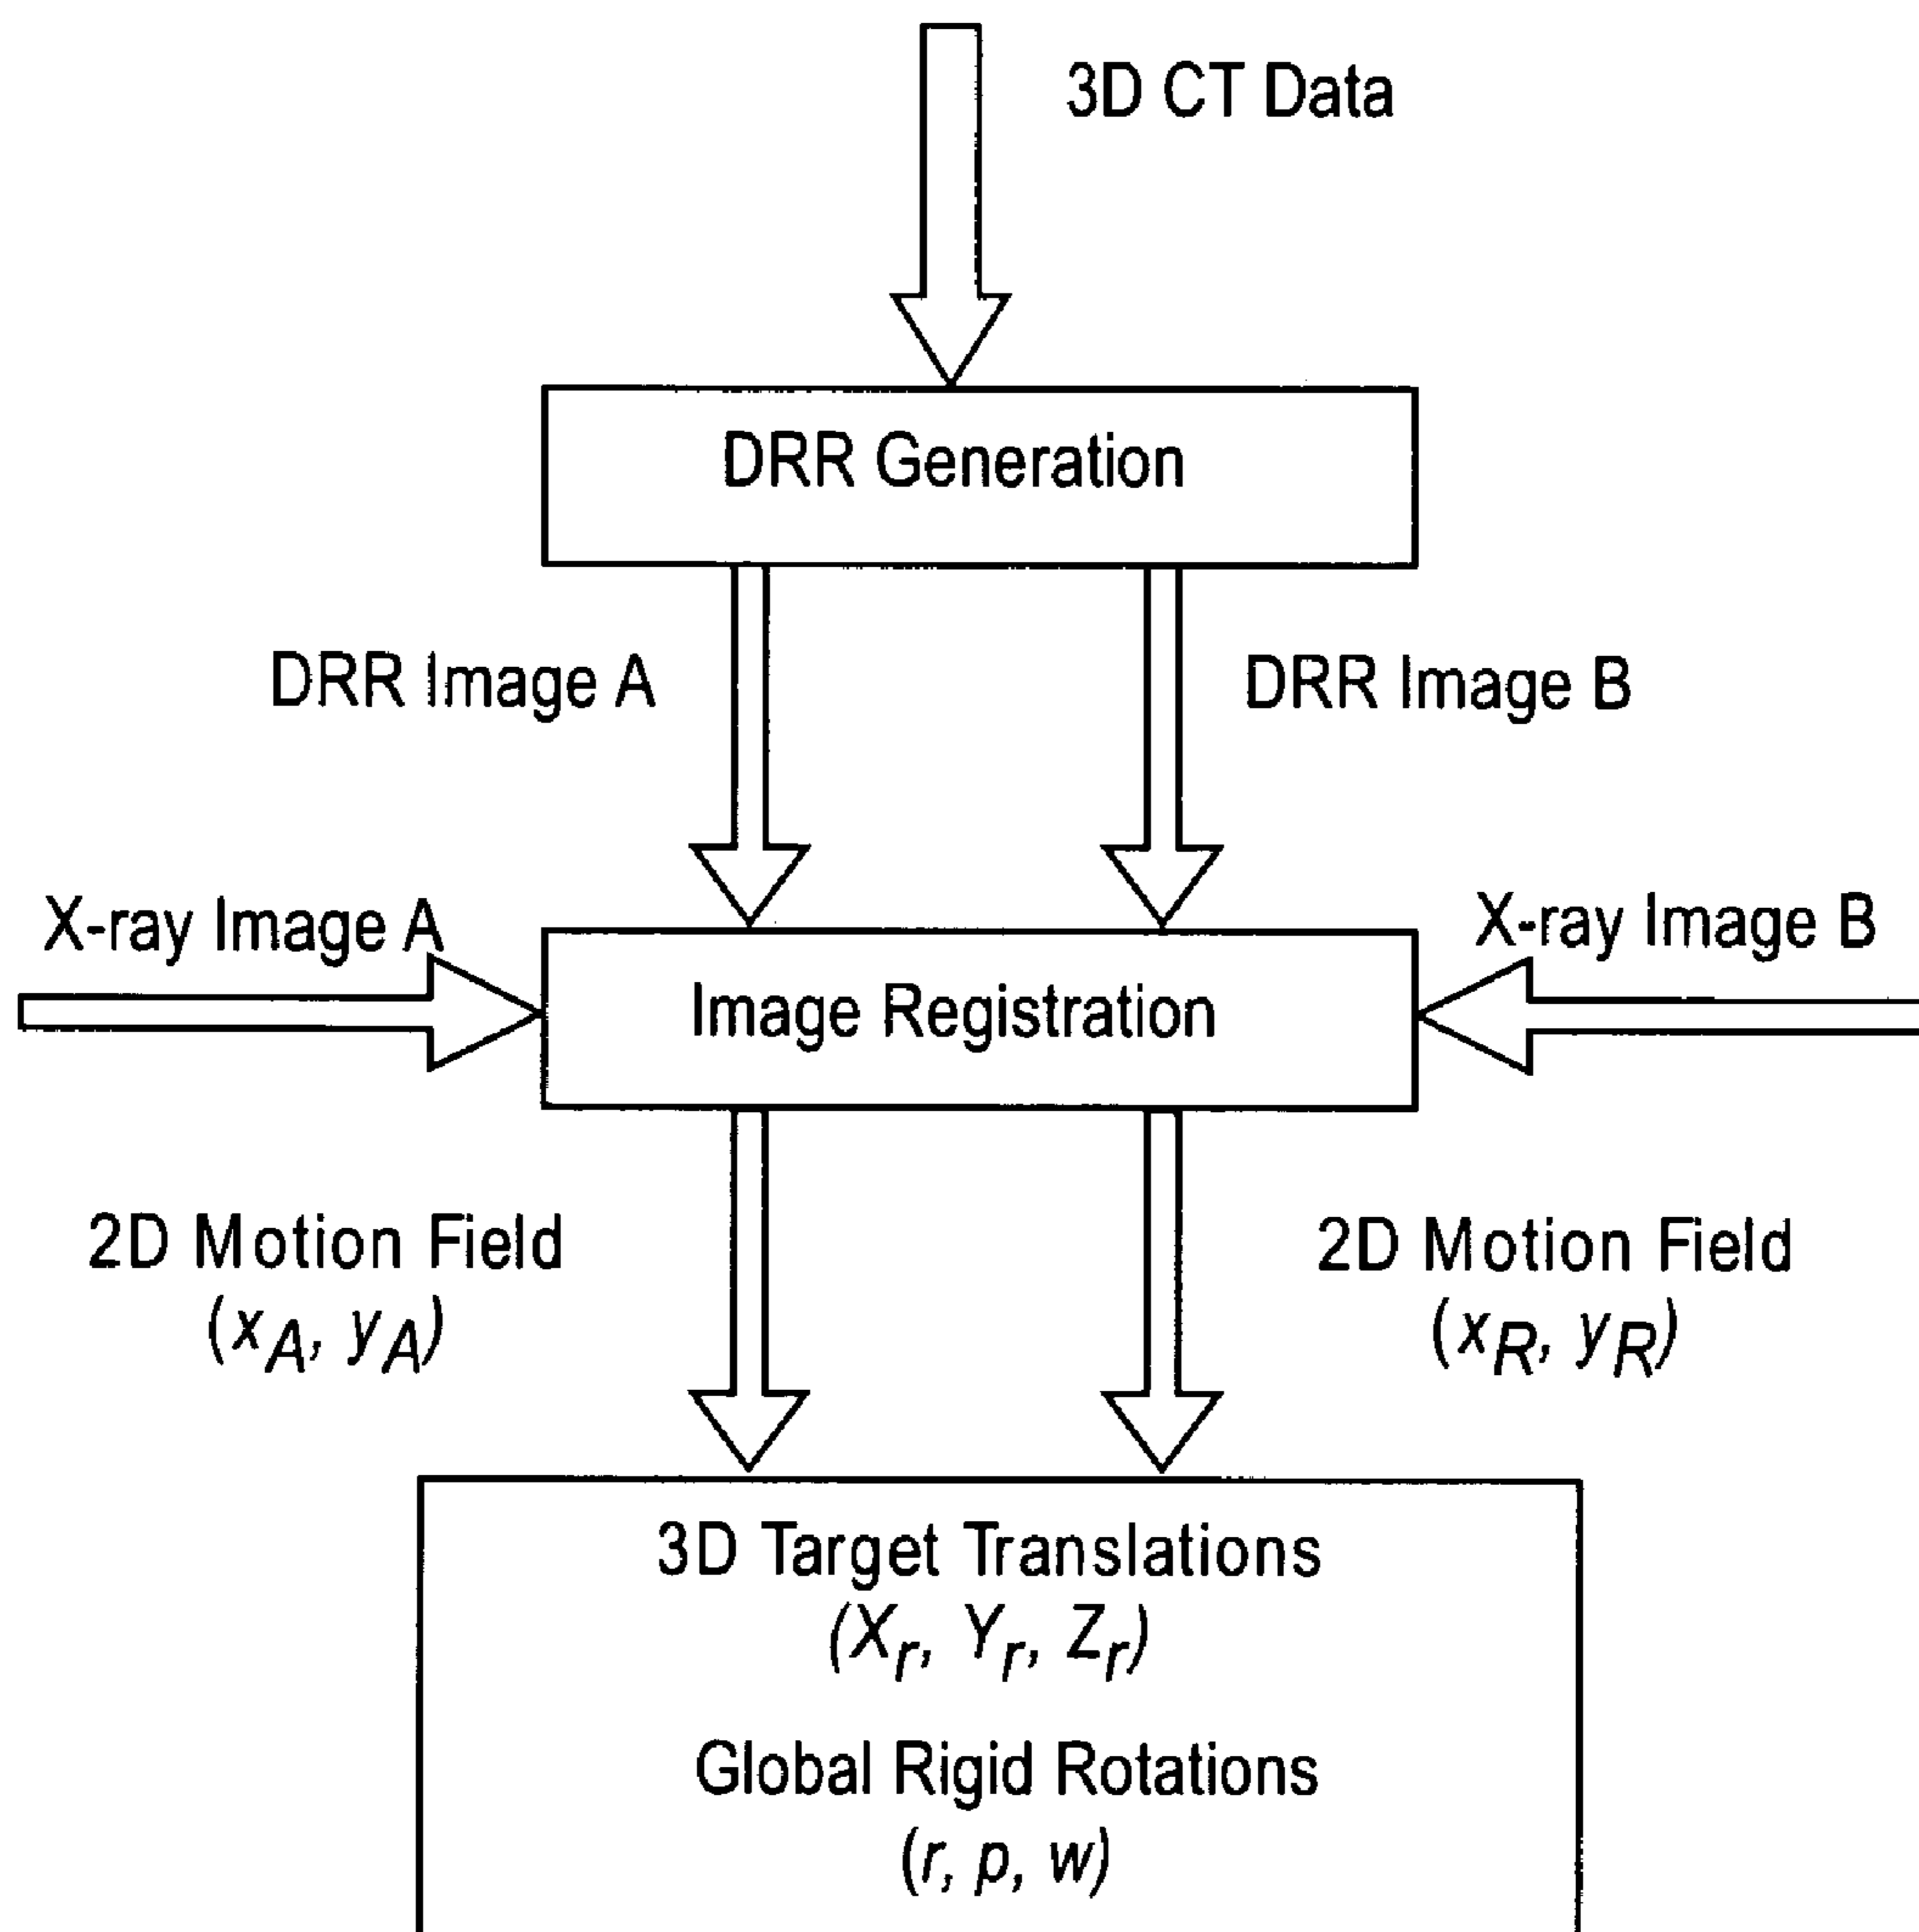 3D CT Data
DRR Generation
DRR Image A
DRR Image B
X-ray Image A
X-ray Image B
Image Registration
2D Motion Field
(xA, yA)
2D Motion Field
(xR, yR)
3D Target Translations
(Xr, Yr, Zr)
Global Rigid Rotations
(r, p, w)